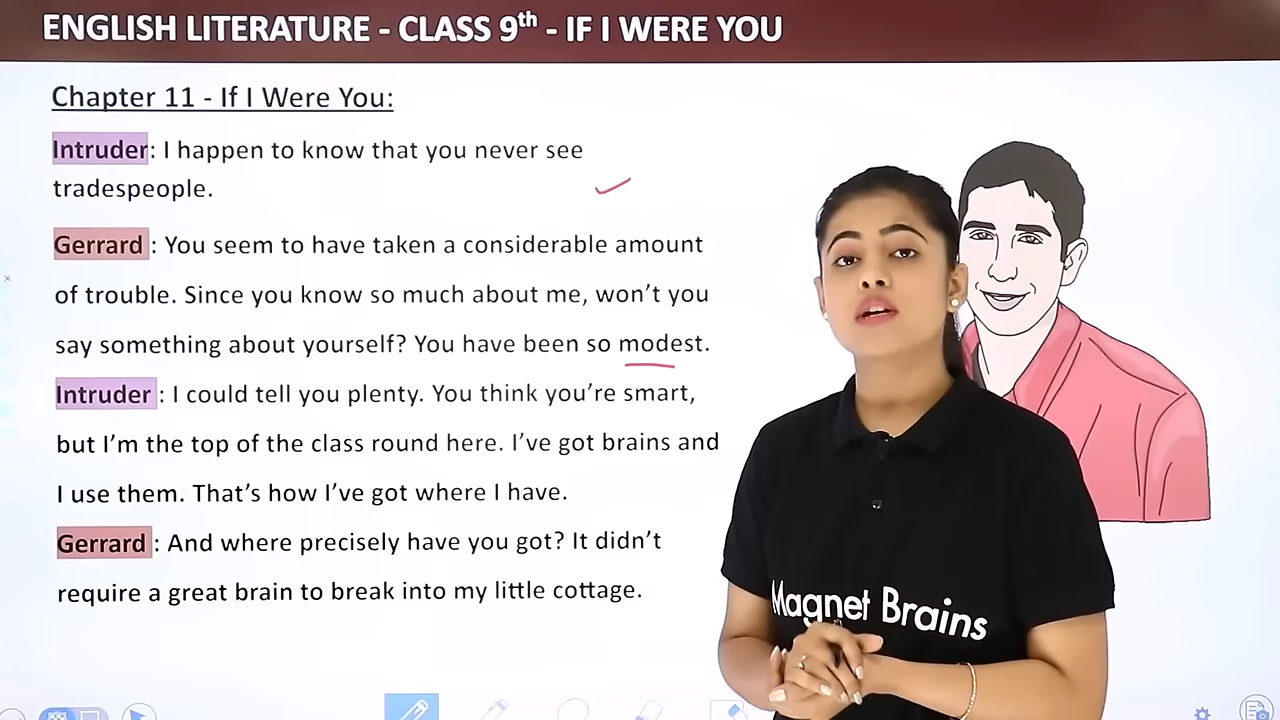 ENGLISH LITERATURE - CLASS 9th - IF I WERE YOU
Chapter 11 - If I Were You:
Intruder: I happen to know that you never see
tradespeople.
Gerrard : You seem to have taken a considerable amount
of trouble. Since you know so much about me, won't you
say something about yourself? You have been so modest.
Intruder : I could tell you plenty. You think you're smart,
but I'm the top of the class round here. I've got brains and
I use them. That's how I've got where I have.
Gerrard : And where precisely have you got? It didn't
require a great brain to break into my little cottage.
Magnet Brains